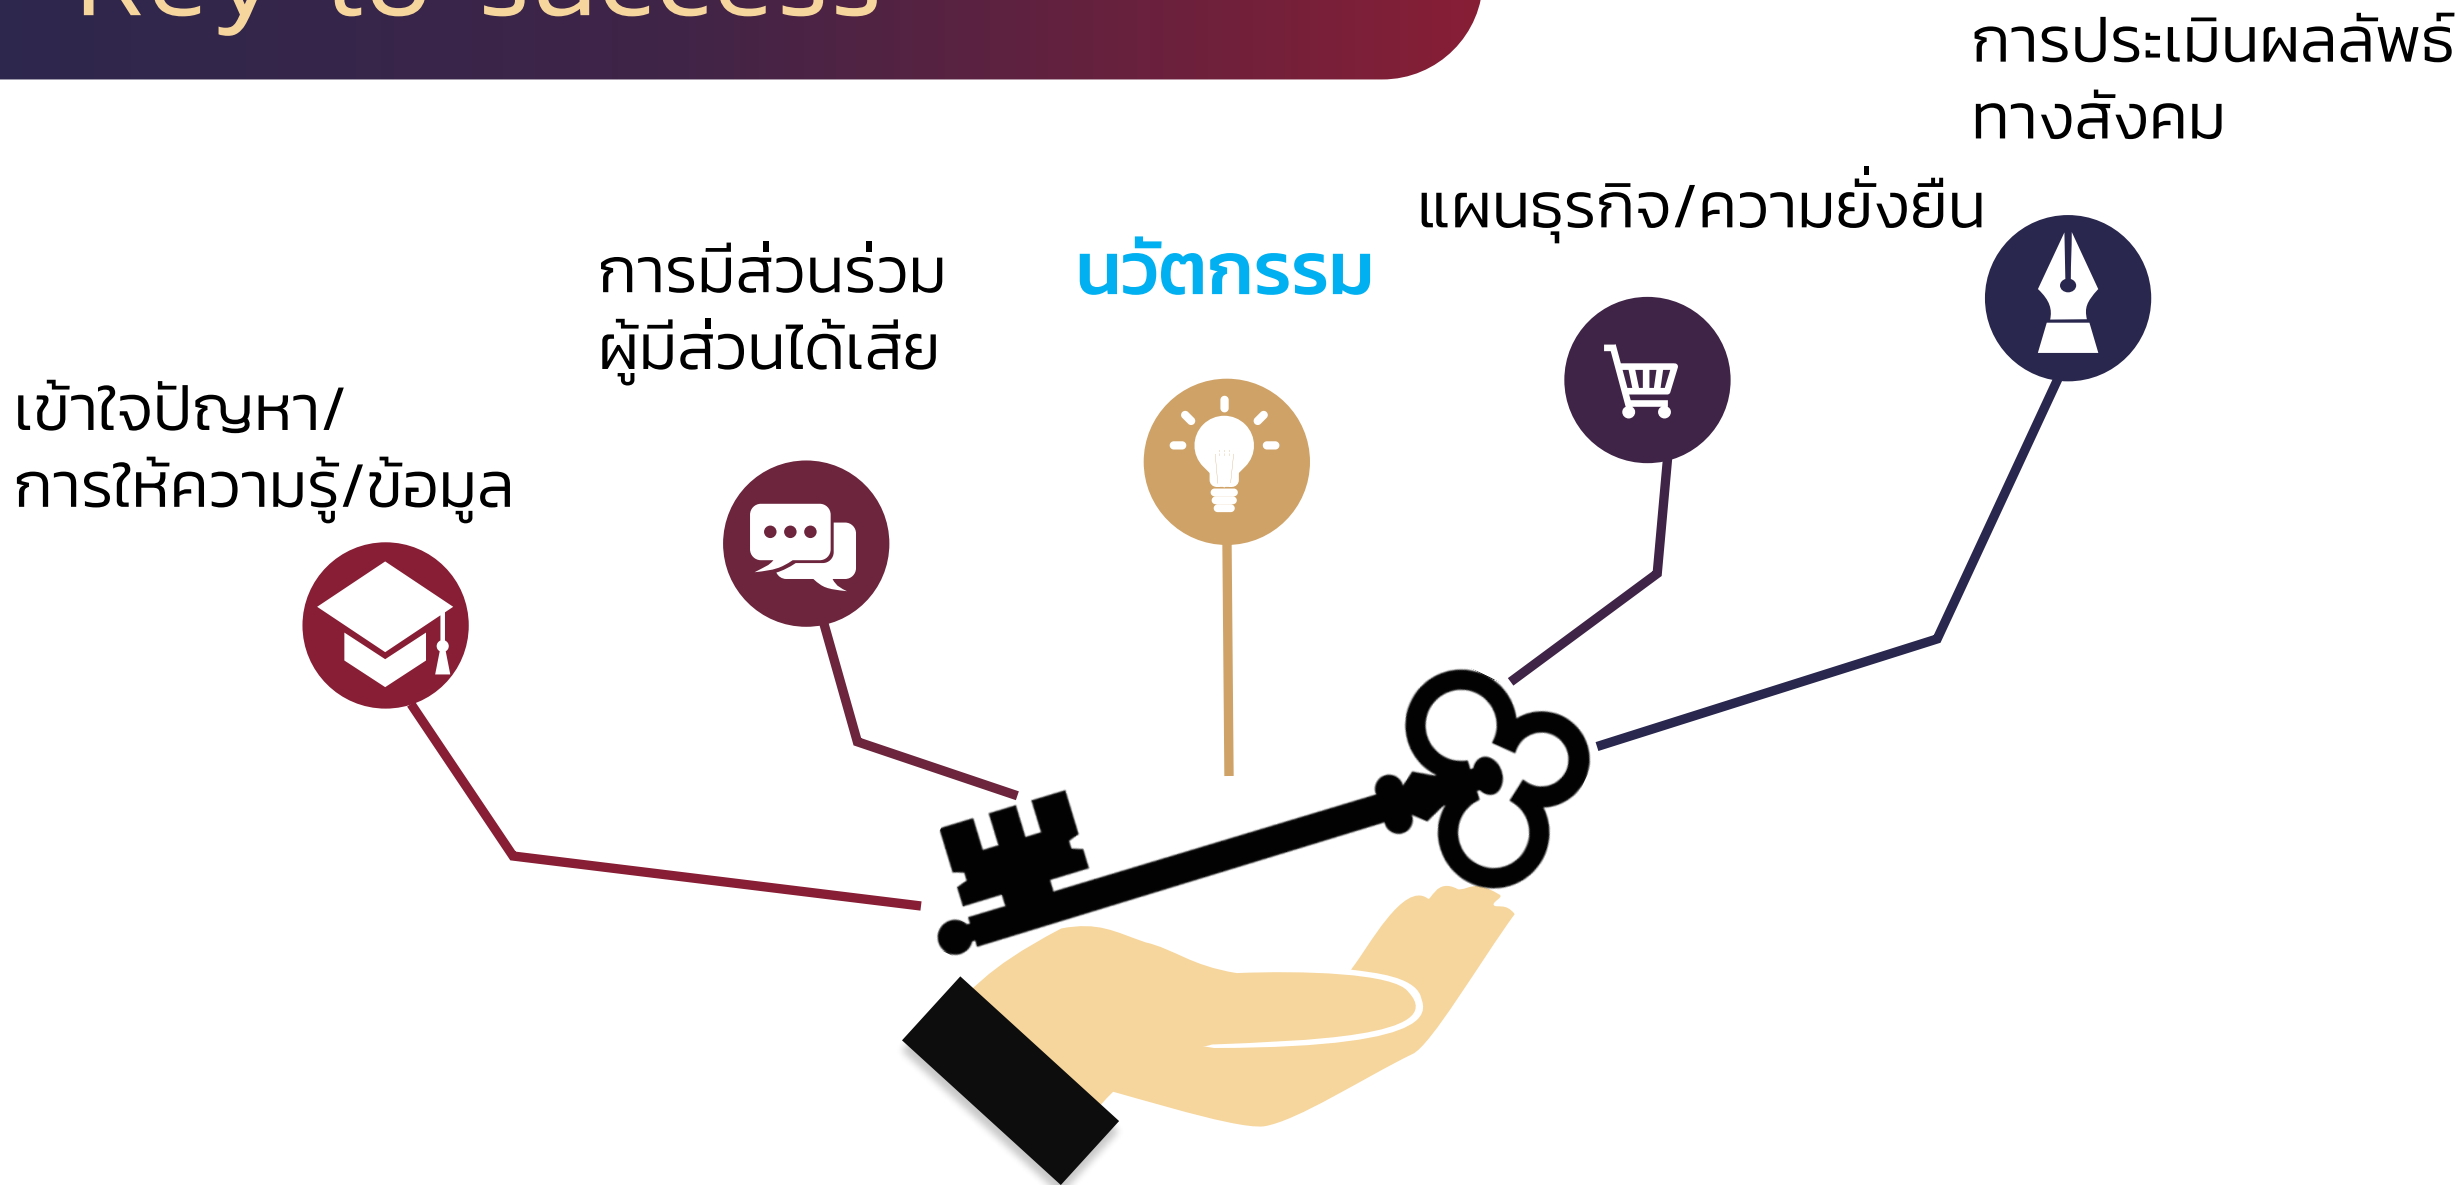 Key to success
การประเมินผลลัพธ์
ทางสังคม
แผนธุรกิจ/ความยั่งยืน
นวัตกรรม
การมีส่วนร่วม
ผู้มีส่วนได้เสีย
เข้าใจปัญหา/
การให้ความรู้/ข้อมูล